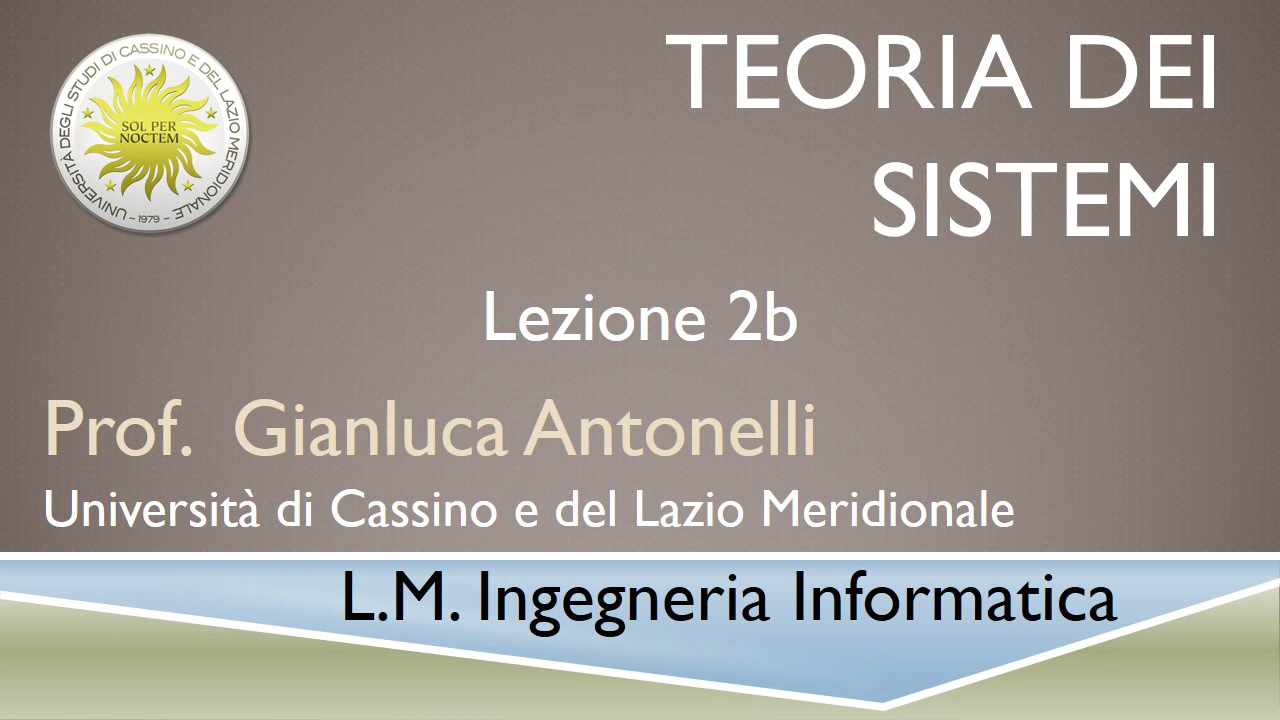 UNIVERSITÀ DEGLI STUDI DI CASSINO E DEL LAZIO MERIDIONALE
SOL PER
NOCTEM
– 1979 –
TEORIA DEI
SISTEMI
Lezione 2b
Prof. Gianluca Antonelli
Università di Cassino e del Lazio Meridionale
L.M. Ingegneria Informatica